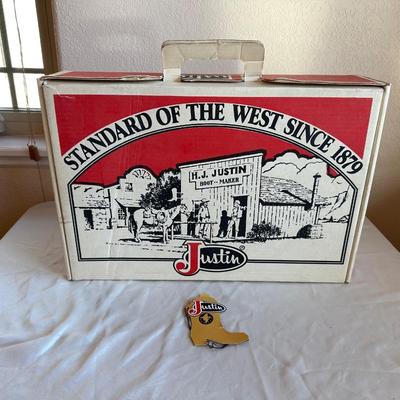 STANDARD OF THE WEST SINCE 1879
H.J. JUSTIN
BOOT-MAKER
Justin
Justin